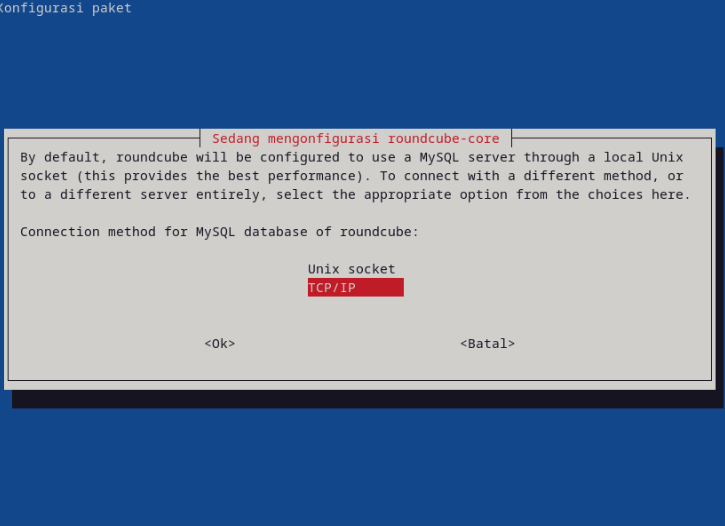 Konfigurasi paket
Sedang mengonfigurasi roundcube-core
By default, roundcube will be configured to use a MySQL server through a local Unix
socket (this provides the best performance). To connect with a different method, or
to a different server entirely, select the appropriate option from the choices here.
Connection method for MySQL database of roundcube:
Unix socket
TCP/IP
<Ok> <Batal>